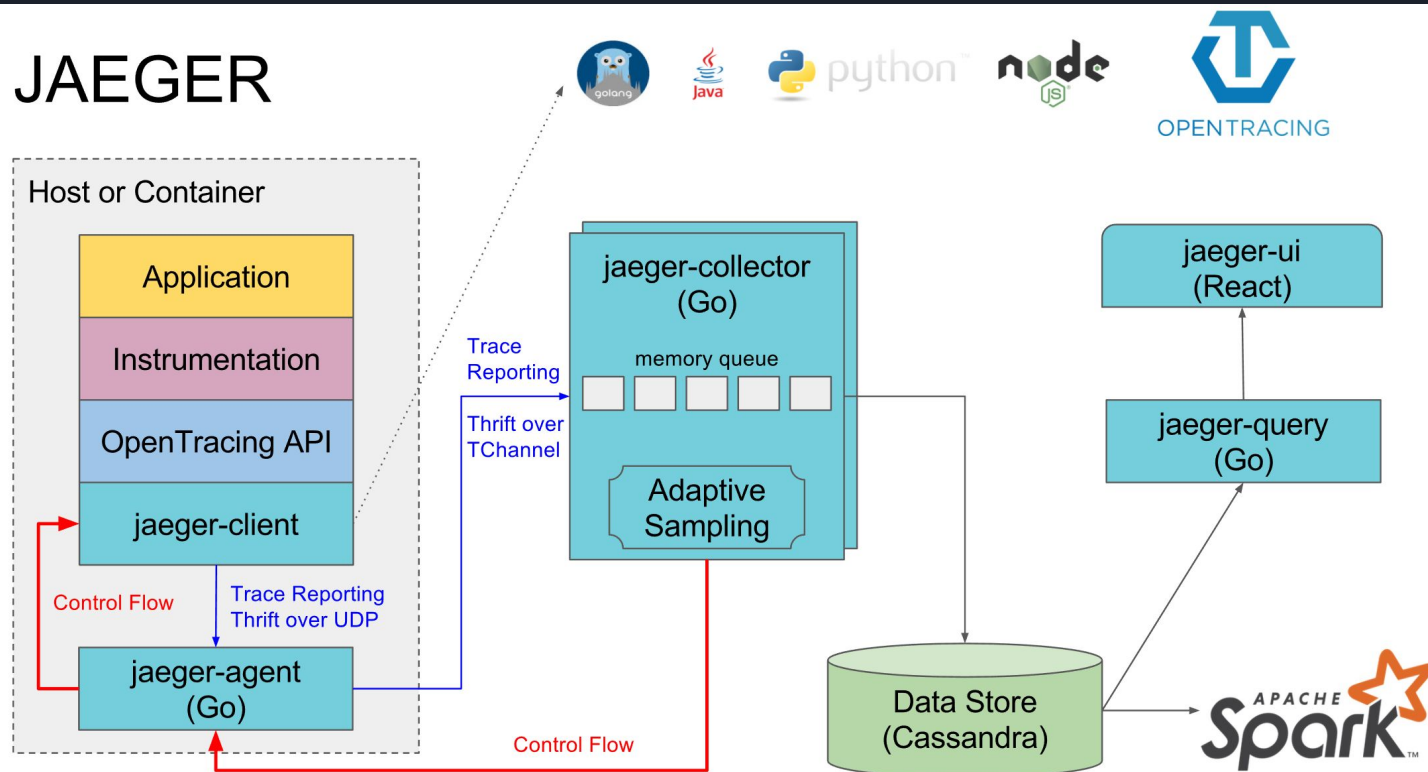 JAEGER
golang
Java
python™
node
JS
OPENTRACING
Host or Container
Application
Instrumentation
OpenTracing API
jaeger-client
Control Flow
Trace Reporting
Thrift over UDP
jaeger-agent
(Go)
Trace
Reporting
Thrift over
TChannel
jaeger-collector
(Go)
memory queue
Adaptive
Sampling
Control Flow
Data Store
(Cassandra)
jaeger-ui
(React)
jaeger-query
(Go)
APACHE
Spark™